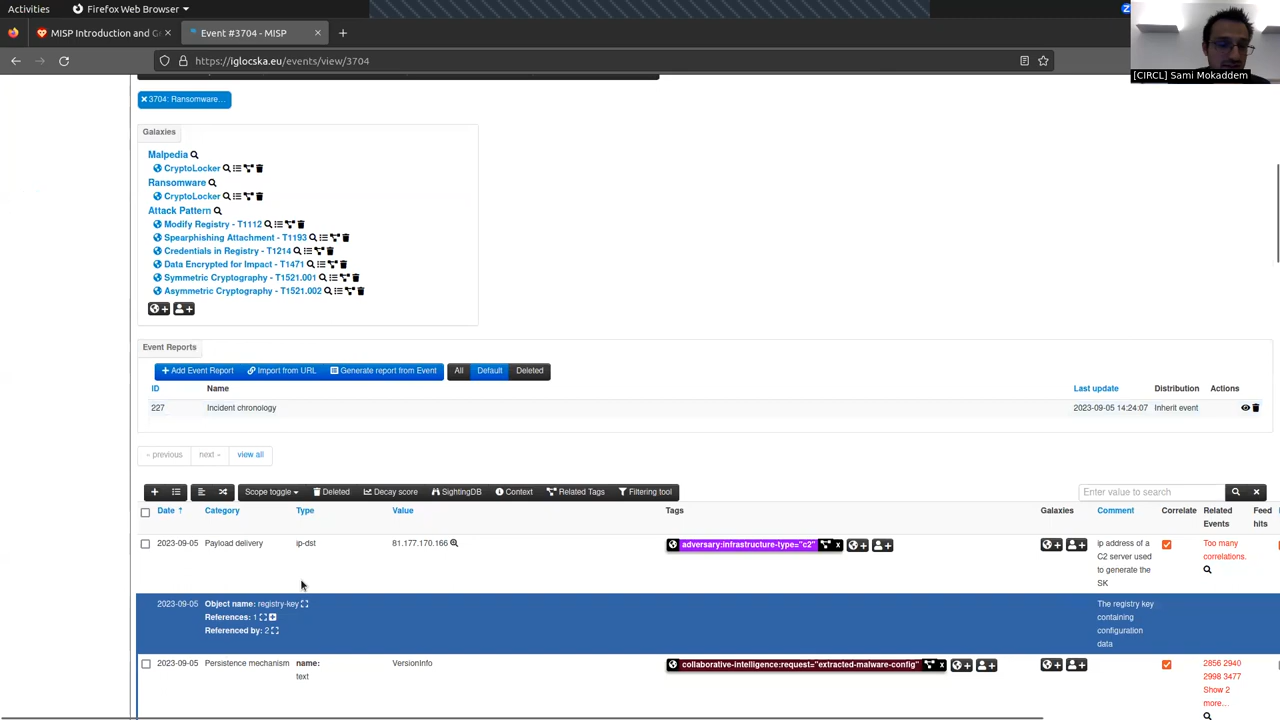 Activities
Firefox Web Browser
MISP Introduction and G
Event #3704 - MISP
https://iglocska.eu/events/view/3704
[CIRCL] Sami Mokaddem
3704: Ransomware...
Galaxies
Malpedia
CryptoLocker
Ransomware
CryptoLocker
Attack Pattern
Modify Registry - T1112
Spearphishing Attachment - T1193
Credentials in Registry - T1214
Data Encrypted for Impact - T1471
Symmetric Cryptography - T1521.001
Asymmetric Cryptography - T1521.002
Event Reports
+ Add Event Report Import from URL Generate report from Event All Default Deleted
ID Name Last update Distribution Actions
227 Incident chronology 2023-09-05 14:24:07 Inherit event
« previous next » view all
Scope toggle Deleted Decay score SightingDB Context Related Tags Filtering tool Enter value to search
Date ↑ Category Type Value Tags Galaxies Comment Correlate Related Events Feed hits
2023-09-05 Payload delivery ip-dst 81.177.170.166 adversary:infrastructure-type="c2" x ip address of a C2 server used to generate the SK Too many correlations.
2023-09-05 Object name: registry-key The registry key containing configuration data
References: 1
Referenced by: 2
2023-09-05 Persistence mechanism name: text VersionInfo collaborative-intelligence:request="extracted-malware-config" x 2856 2940 2998 3477 Show 2 more...